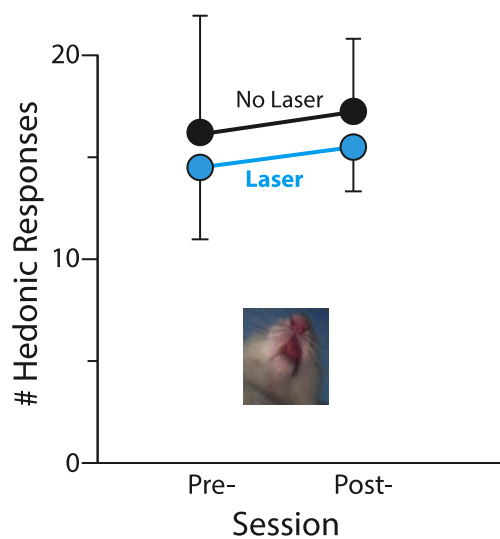 # Hedonic Responses
20
10
0
No Laser
Laser
Pre-
Post-
Session